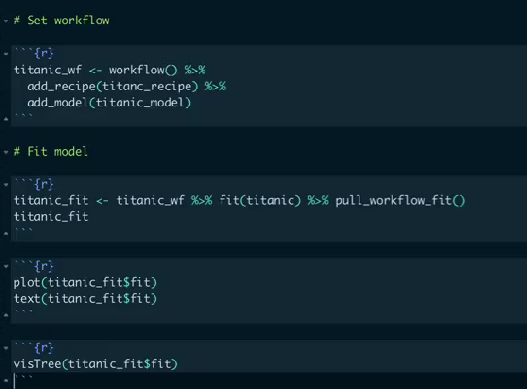 # Set workflow
```{r}
titanic_wf <- workflow() %>%
  add_recipe(titanc_recipe) %>%
  add_model(titanic_model)
```
# Fit model
```{r}
titanic_fit <- titanic_wf %>% fit(titanic) %>% pull_workflow_fit()
titanic_fit
```
```{r}
plot(titanic_fit$fit)
text(titanic_fit$fit)
```
```{r}
visTree(titanic_fit$fit)
```